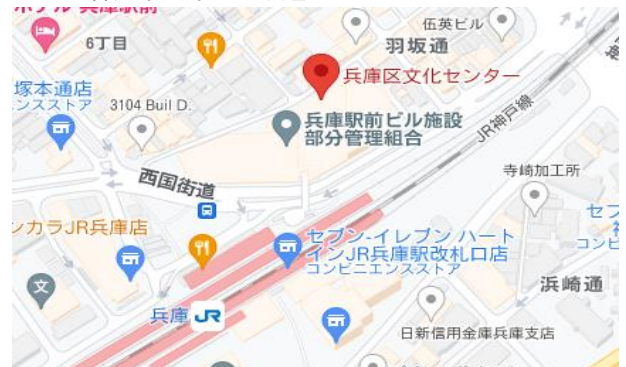 ホテル 兵庫駅前
6丁目
伍英ビル
羽坂通
兵庫区文化センター
塚本通店
エンスストア
3104 Buil D.
兵庫駅前ビル施設
部分管理組合
JR神戸線
西国街道
寺崎加工所
ンカラJR兵庫店
セブン-イレブン ハート
インJR兵庫駅改札口店
コンビニエンスストア
セブ
コンビニ
文
浜崎通
兵庫 JR
日新信用金庫兵庫支店